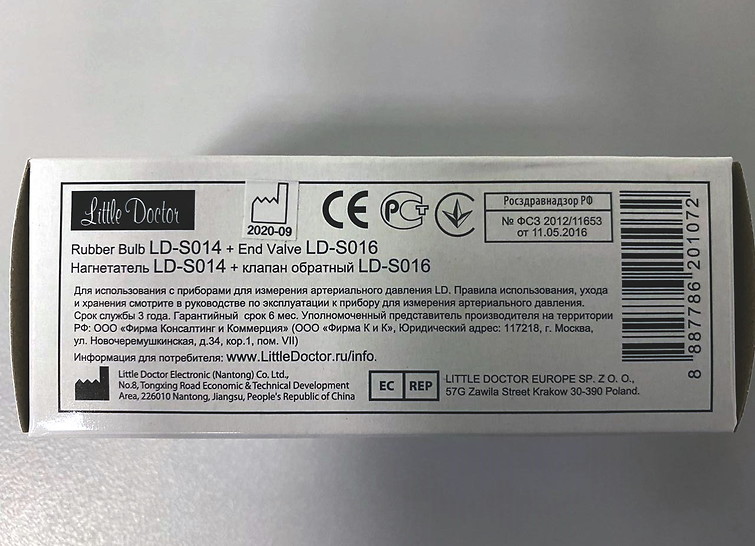 Little Doctor
2020-09
CE
РСТ
Росздравнадзор РФ
№ ФСЗ 2012/11653
от 11.05.2016
Rubber Bulb LD-S014 + End Valve LD-S016
Нагнетатель LD-S014 + клапан обратный LD-S016
Для использования с приборами для измерения артериального давления LD. Правила использования, ухода
и хранения смотрите в руководстве по эксплуатации к прибору для измерения артериального давления.
Срок службы 3 года. Гарантийный срок 6 мес. Уполномоченный представитель производителя на территории
РФ: ООО «Фирма Консалтинг и Коммерция» (ООО «Фирма К и К», Юридический адрес: 117218, г. Москва,
ул. Новочеремушкинская, д.34, кор.1, пом. VII)
Информация для потребителя: www.LittleDoctor.ru/info.
Little Doctor Electronic (Nantong) Co. Ltd.,
No.8, Tongxing Road Economic & Technical Development
Area, 226010 Nantong, Jiangsu, People's Republic of China
EC REP
LITTLE DOCTOR EUROPE SP. Z O. O.,
57G Zawila Street Krakow 30-390 Poland.
8 887786 201072